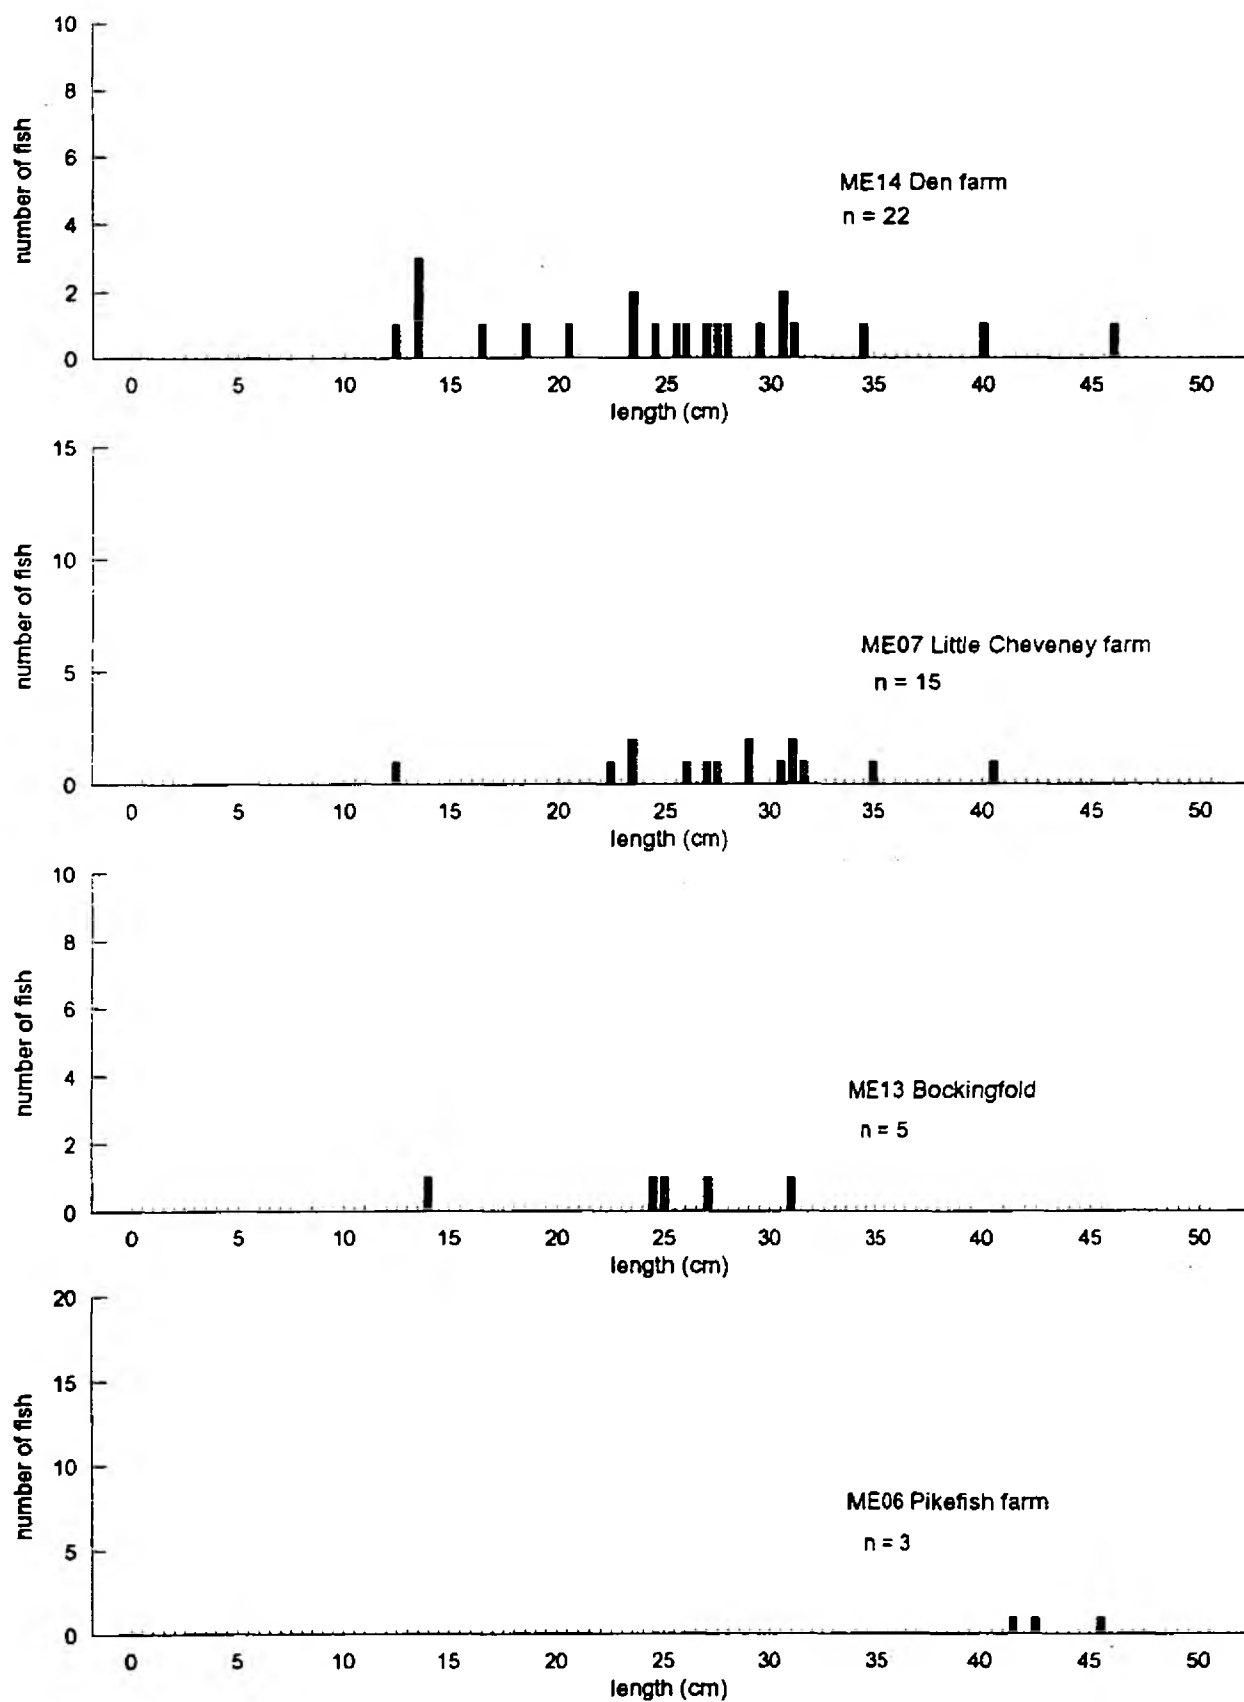 10
8
6
4
2
0
number of fish
ME14 Den farm
n = 22
0 5 10 15 20 25 30 35 40 45 50
length (cm)
15
10
5
0
number of fish
ME07 Little Cheveney farm
n = 15
0 5 10 15 20 25 30 35 40 45 50
length (cm)
10
8
6
4
2
0
number of fish
ME13 Bockingfold
n = 5
0 5 10 15 20 25 30 35 40 45 50
length (cm)
20
15
10
5
0
number of fish
ME06 Pikefish farm
n = 3
0 5 10 15 20 25 30 35 40 45 50
length (cm)